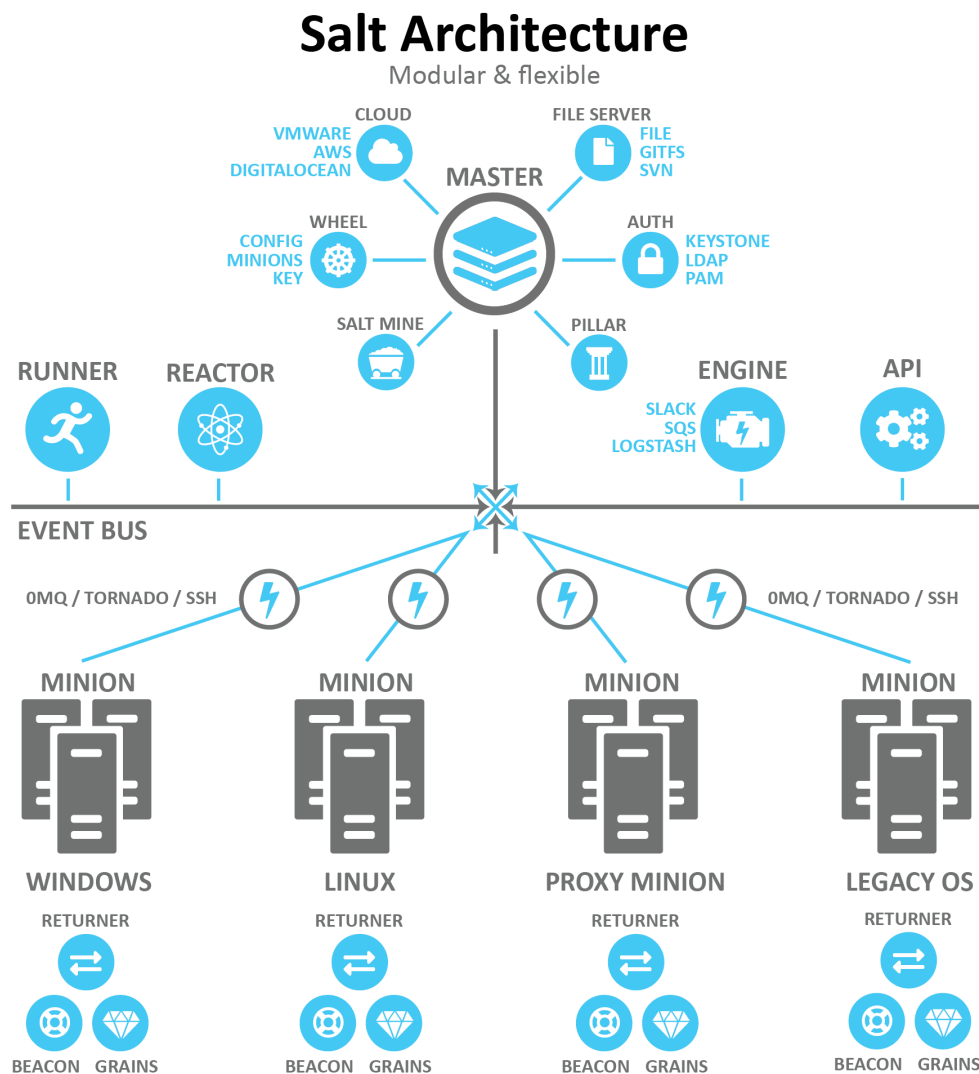 Salt Architecture
Modular & flexible
CLOUD
VMWARE
AWS
DIGITALOCEAN
FILE SERVER
FILE
GITFS
SVN
MASTER
WHEEL
CONFIG
MINIONS
KEY
AUTH
KEYSTONE
LDAP
PAM
SALT MINE
PILLAR
RUNNER
REACTOR
ENGINE
SLACK
SQS
LOGSTASH
API
EVENT BUS
0MQ / TORNADO / SSH
0MQ / TORNADO / SSH
MINION
MINION
MINION
MINION
WINDOWS
LINUX
PROXY MINION
LEGACY OS
RETURNER
RETURNER
RETURNER
RETURNER
BEACON
GRAINS
BEACON
GRAINS
BEACON
GRAINS
BEACON
GRAINS